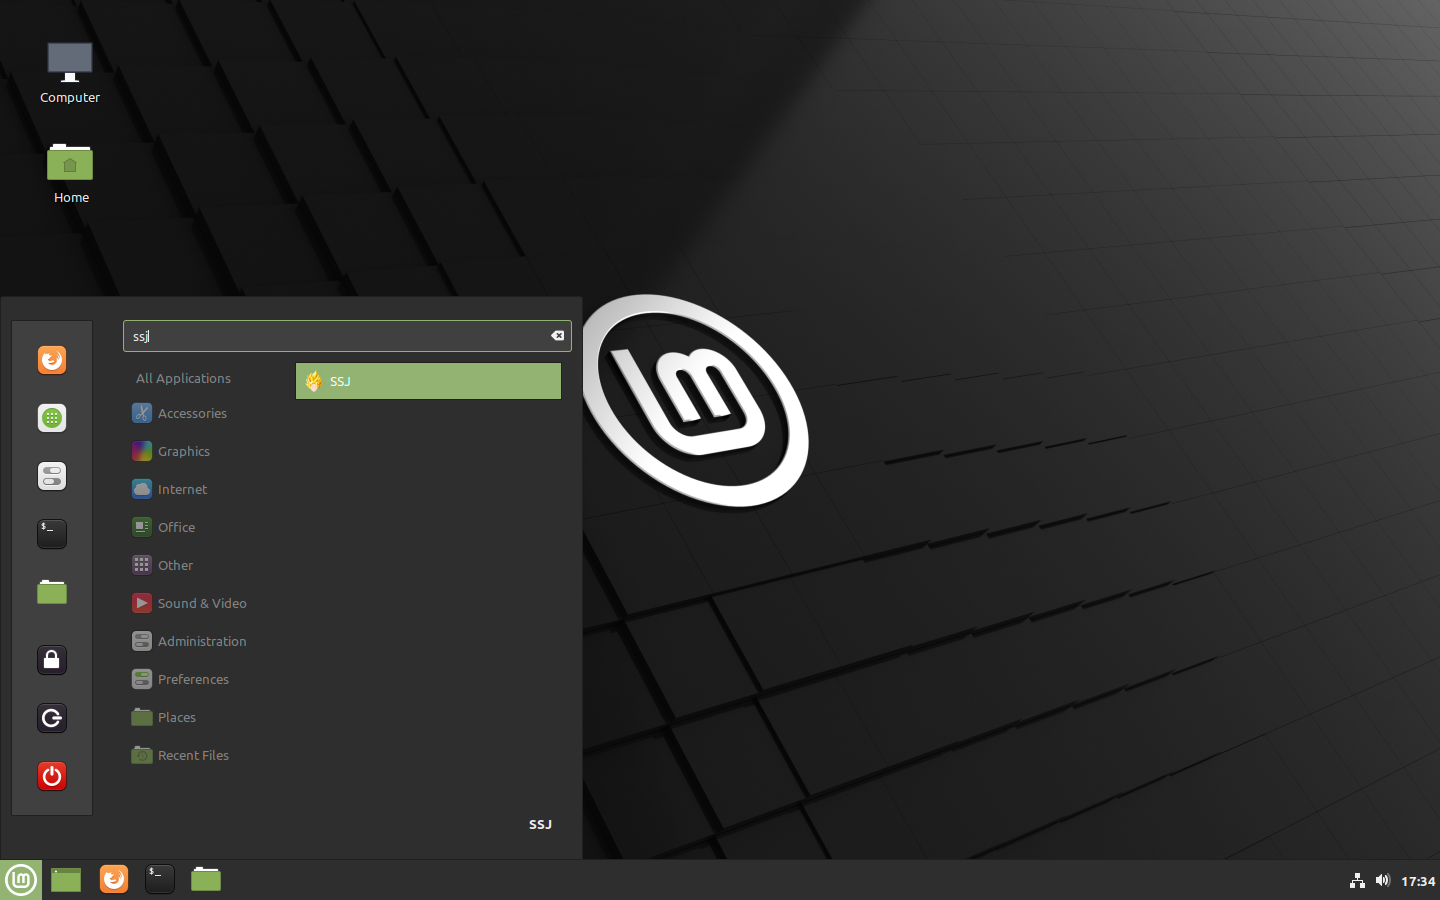 Computer
Home
ssj
All Applications
SSJ
Accessories
Graphics
Internet
Office
Other
Sound & Video
Administration
Preferences
Places
Recent Files
SSJ
$_
$_
17:34